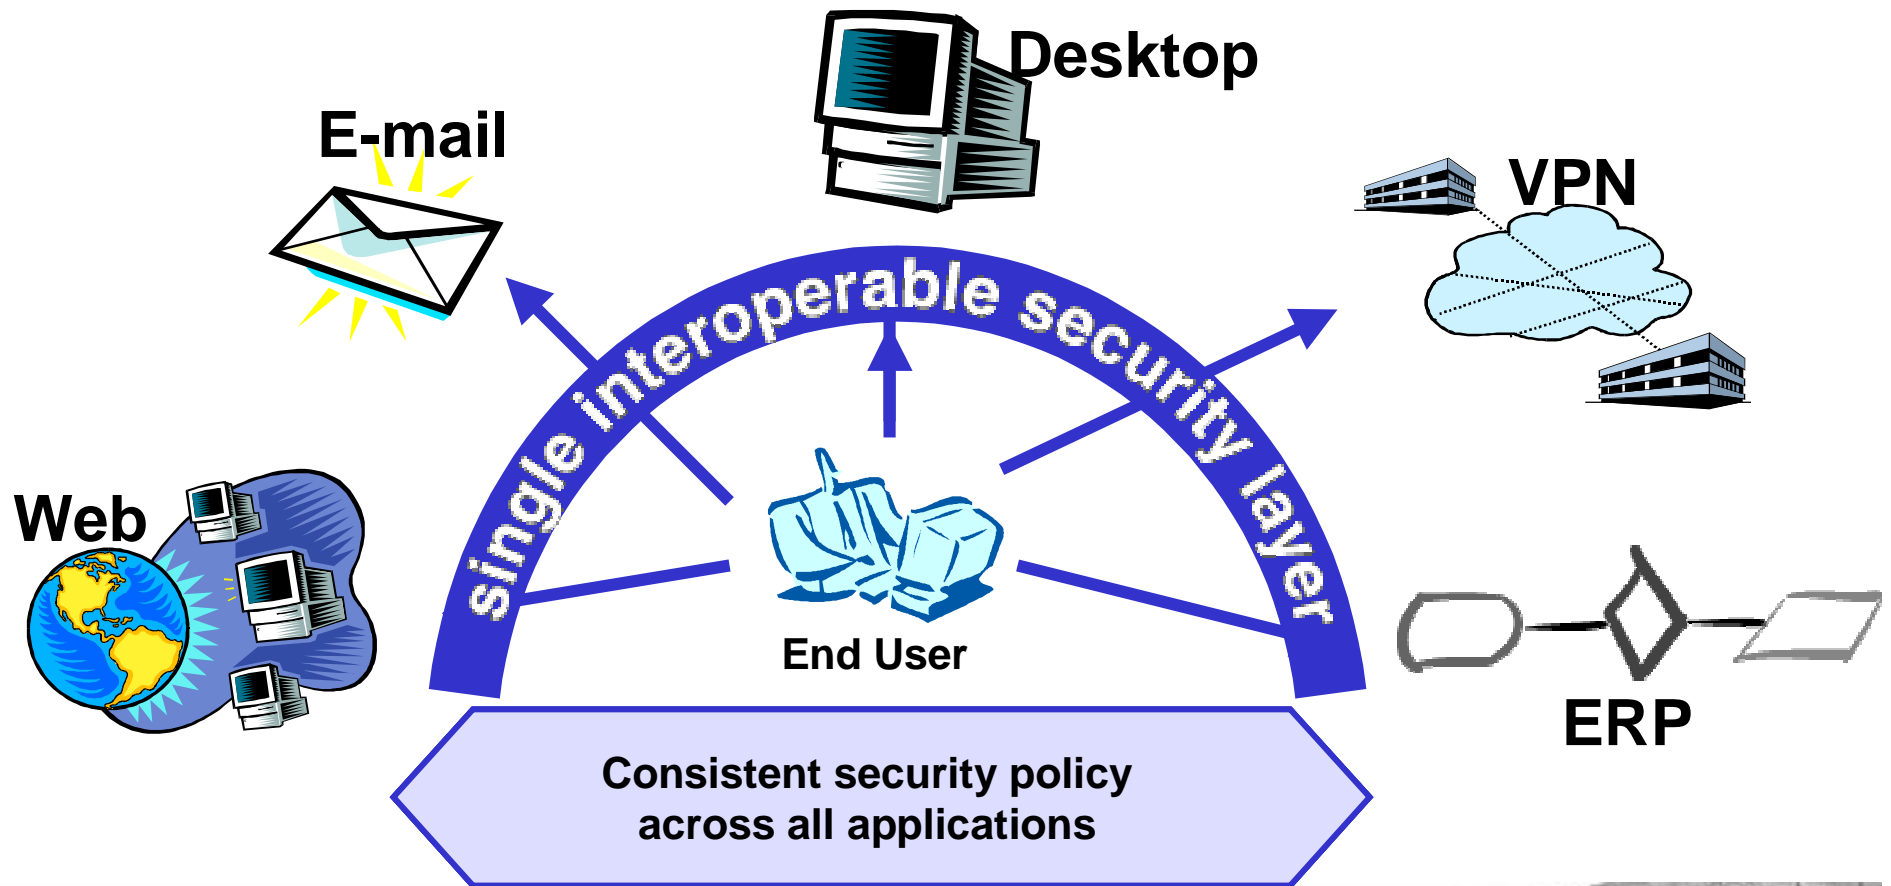 Desktop
E-mail
VPN
single interoperable security layer
Web
End User
ERP
Consistent security policy
across all applications